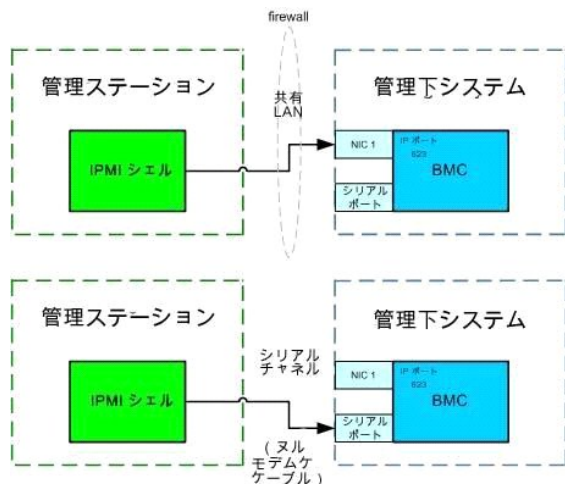 firewall
管理ステーション
共有
LAN
管理下システム
IPMI シェル
NIC 1
IP ポート
623
BMC
シリアル
ポート
管理ステーション
管理下システム
シリアル
チャネル
IPMI シェル
NIC 1
IP ポート
623
BMC
シリアル
ポート
( ヌル
モデムケ
ケーブル )